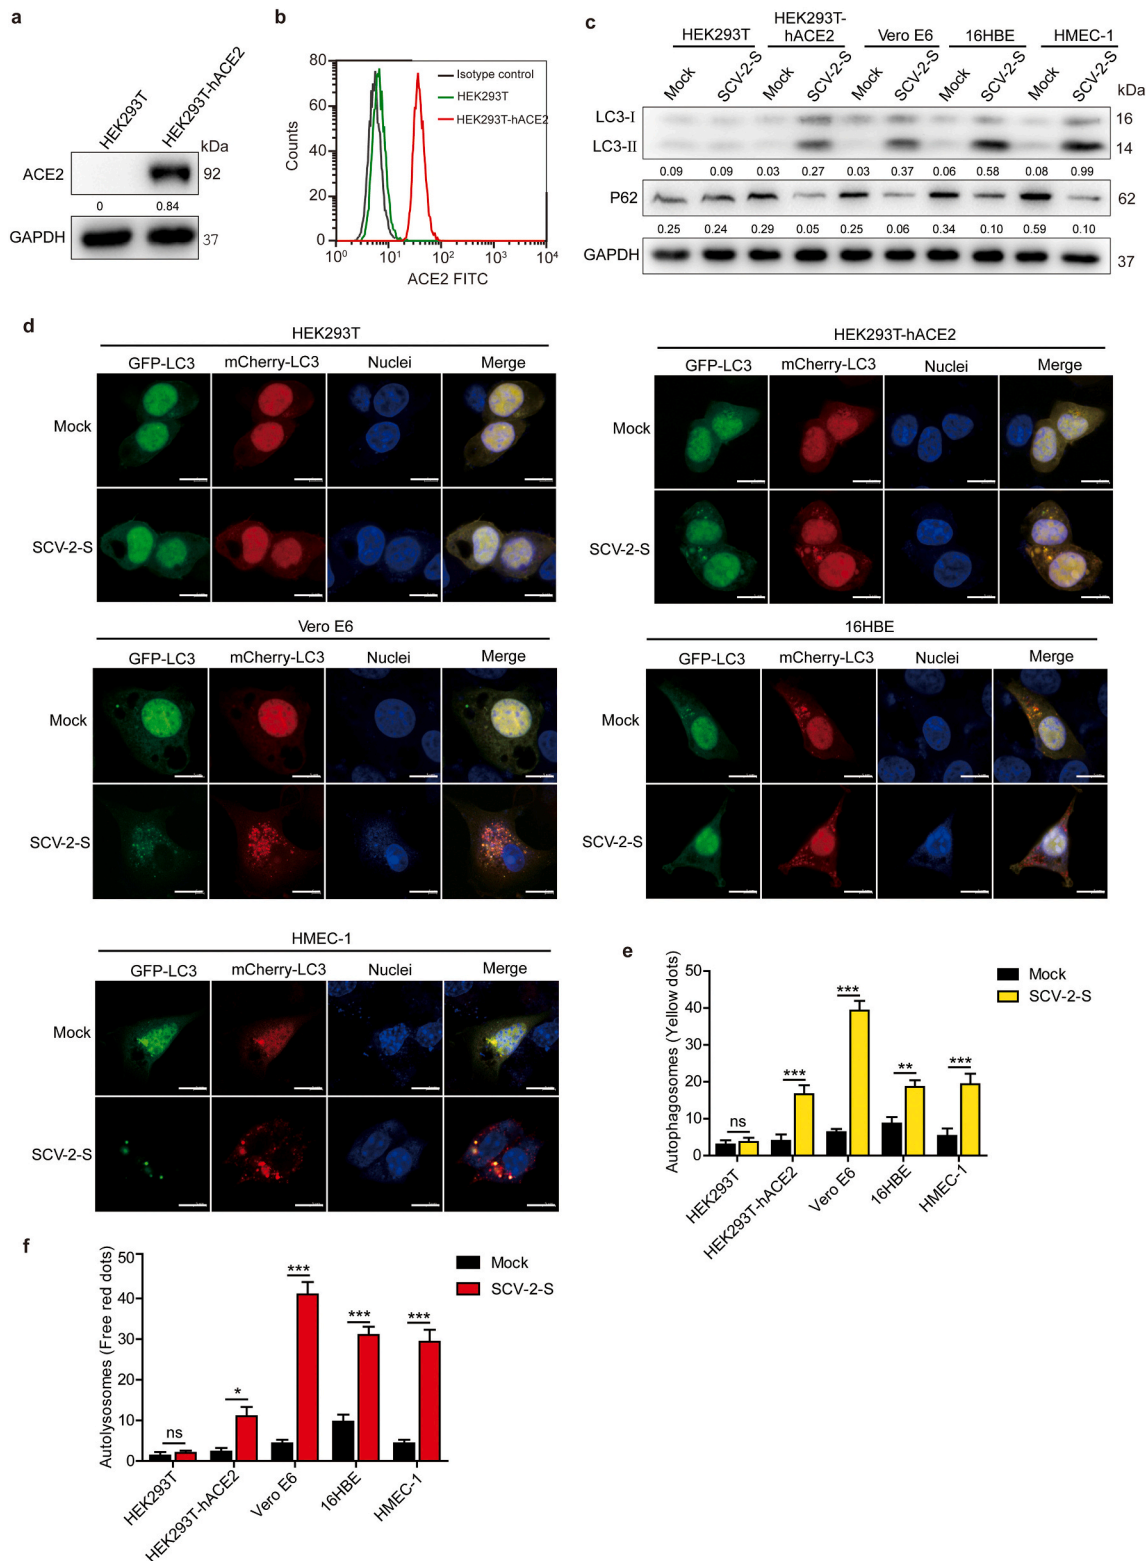 a
HEK293T
HEK293T-hACE2
kDa
ACE2
92
0
0.84
GAPDH
37
b
80
60
40
20
0
Counts
Isotype control
HEK293T
HEK293T-hACE2
10⁰
10¹
10²
10³
10⁴
ACE2 FITC
c
HEK293T
HEK293T-
hACE2
Vero E6
16HBE
HMEC-1
Mock
SCV-2-S
Mock
SCV-2-S
Mock
SCV-2-S
Mock
SCV-2-S
Mock
SCV-2-S
kDa
LC3-I
16
LC3-II
14
0.09 0.09 0.03 0.27 0.03 0.37 0.06 0.58 0.08 0.99
P62
62
0.25 0.24 0.29 0.05 0.25 0.06 0.34 0.10 0.59 0.10
GAPDH
37
d
HEK293T
GFP-LC3 mCherry-LC3 Nuclei Merge
Mock
SCV-2-S
HEK293T-hACE2
GFP-LC3 mCherry-LC3 Nuclei Merge
Mock
SCV-2-S
Vero E6
GFP-LC3 mCherry-LC3 Nuclei Merge
Mock
SCV-2-S
16HBE
GFP-LC3 mCherry-LC3 Nuclei Merge
Mock
SCV-2-S
HMEC-1
GFP-LC3 mCherry-LC3 Nuclei Merge
Mock
SCV-2-S
e
Autophagosomes (Yellow dots)
50
40
30
20
10
0
ns
***
***
**
***
Mock
SCV-2-S
HEK293T
HEK293T-hACE2
Vero E6
16HBE
HMEC-1
f
Autolysosomes (Free red dots)
50
40
30
20
10
0
ns
*
***
***
***
Mock
SCV-2-S
HEK293T
HEK293T-hACE2
Vero E6
16HBE
HMEC-1